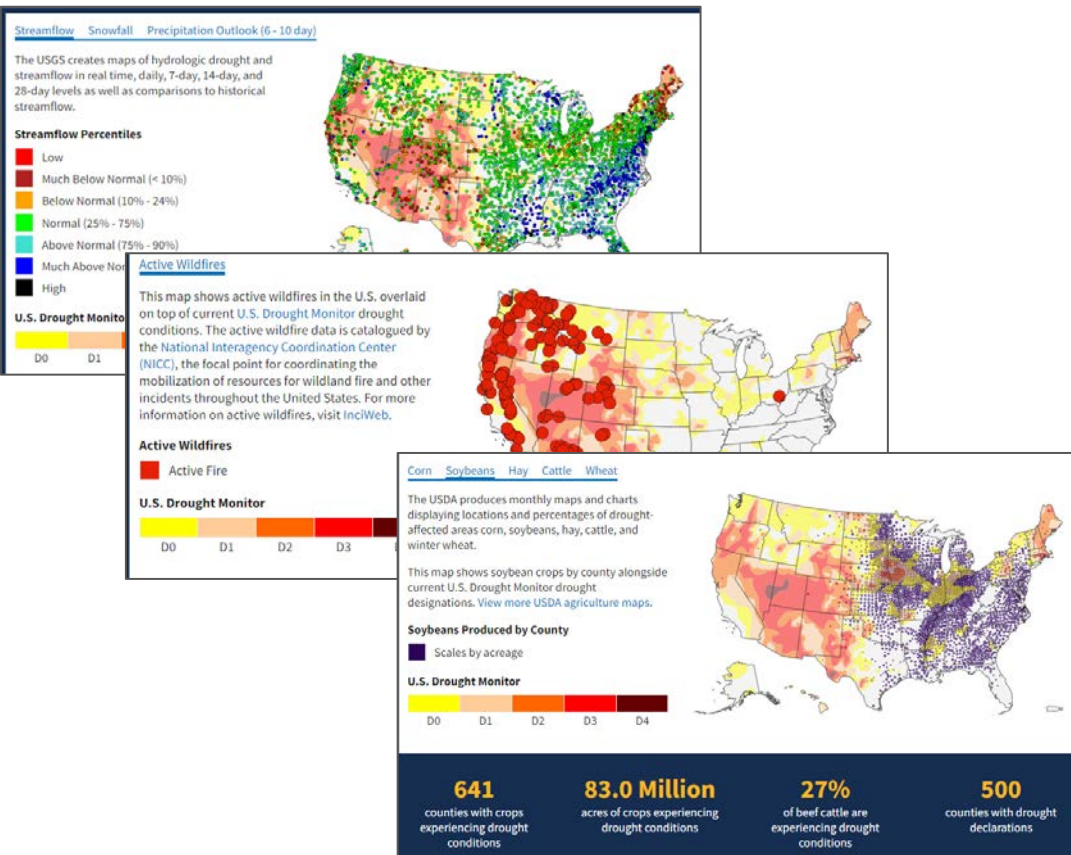 Streamflow Snowfall Precipitation Outlook (6 - 10 day)
The USGS creates maps of hydrologic drought and
streamflow in real time, daily, 7-day, 14-day, and
28-day levels as well as comparisons to historical
streamflow.
Streamflow Percentiles
Low
Much Below Normal (< 10%)
Below Normal (10% - 24%)
Normal (25% - 75%)
Above Normal (75% - 90%)
Much Above Nor
High
U.S. Drought Monito
D0 D1
Active Wildfires
This map shows active wildfires in the U.S. overlaid
on top of current U.S. Drought Monitor drought
conditions. The active wildfire data is catalogued by
the National Interagency Coordination Center
(NICC), the focal point for coordinating the
mobilization of resources for wildland fire and other
incidents throughout the United States. For more
information on active wildfires, visit InciWeb.
Active Wildfires
Active Fire
U.S. Drought Monitor
D0 D1 D2 D3
Corn Soybeans Hay Cattle Wheat
The USDA produces monthly maps and charts
displaying locations and percentages of drought-
affected areas corn, soybeans, hay, cattle, and
winter wheat.
This map shows soybean crops by county alongside
current U.S. Drought Monitor drought
designations. View more USDA agriculture maps.
Soybeans Produced by County
Scales by acreage
U.S. Drought Monitor
D0 D1 D2 D3 D4
641
counties with crops
experiencing drought
conditions
83.0 Million
acres of crops experiencing
drought conditions
27%
of beef cattle are
experiencing drought
conditions
500
counties with drought
declarations